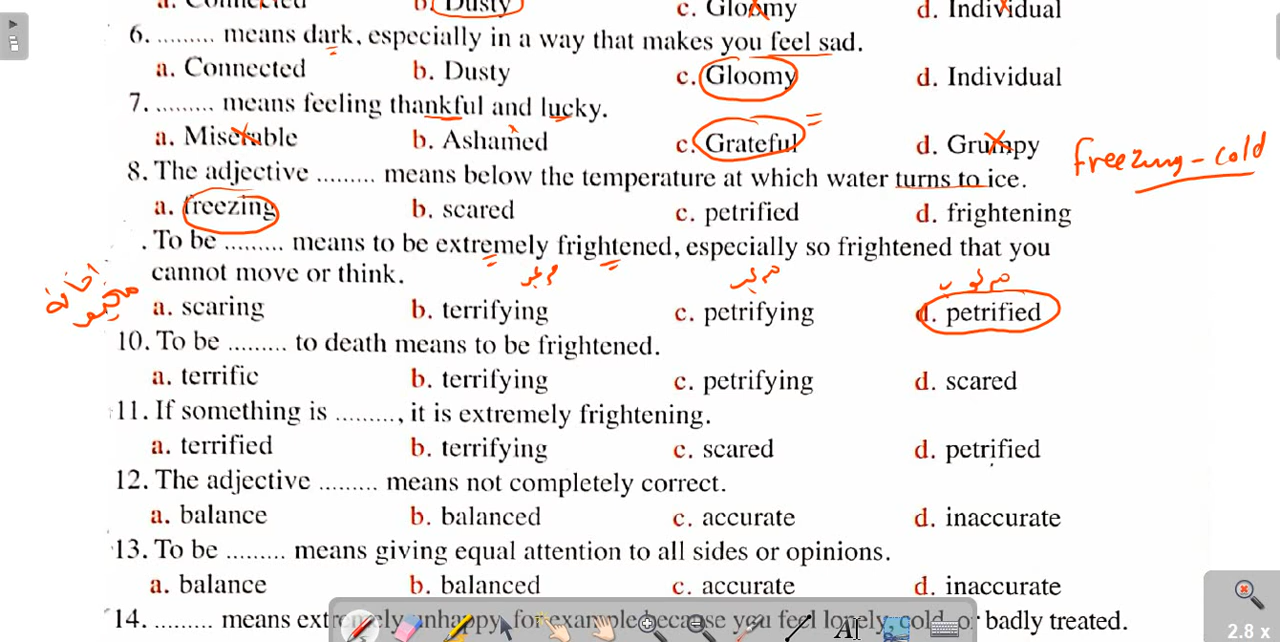 a. Connected b. Dusty c. Gloomy d. Individual
6. ......... means dark, especially in a way that makes you feel sad.
a. Connected b. Dusty c. Gloomy d. Individual
7. ......... means feeling thankful and lucky.
a. Miserable b. Ashamed c. Grateful = d. Grumpy
freezing - cold
8. The adjective ......... means below the temperature at which water turns to ice.
a. freezing b. scared c. petrified d. frightening
. To be ......... means to be extremely frightened, especially so frightened that you
cannot move or think.
a. scaring b. terrifying c. petrifying d. petrified
10. To be ......... to death means to be frightened.
a. terrific b. terrifying c. petrifying d. scared
11. If something is ........., it is extremely frightening.
a. terrified b. terrifying c. scared d. petrified
12. The adjective ......... means not completely correct.
a. balance b. balanced c. accurate d. inaccurate
13. To be ......... means giving equal attention to all sides or opinions.
a. balance b. balanced c. accurate d. inaccurate
14. ......... means extremely unhappy, for example because you feel lonely, cold or badly treated.
2.8 x